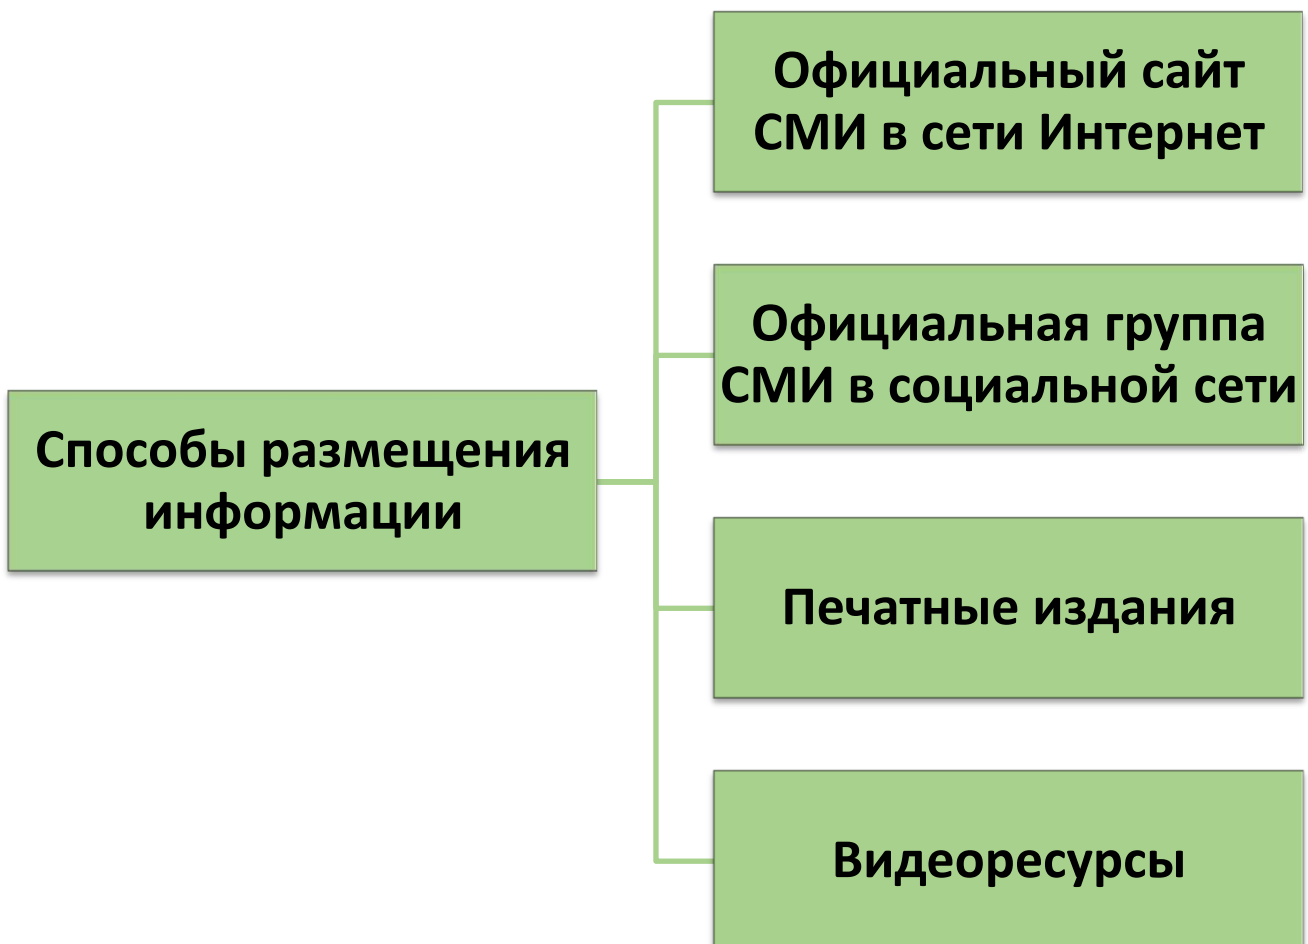 Официальный сайт
СМИ в сети Интернет
Официальная группа
СМИ в социальной сети
Способы размещения
информации
Печатные издания
Видеоресурсы